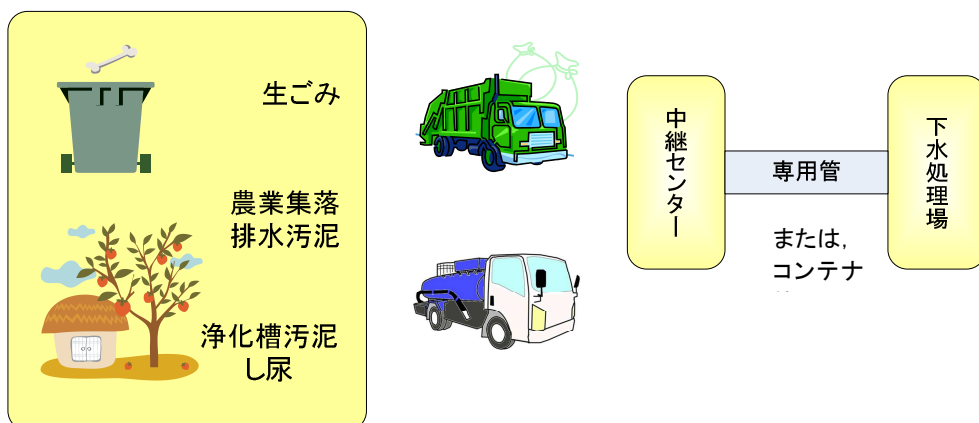 生ごみ
農業集落
排水汚泥
浄化槽汚泥
し尿
中継センター
専用管
または,
コンテナ
下水処理場